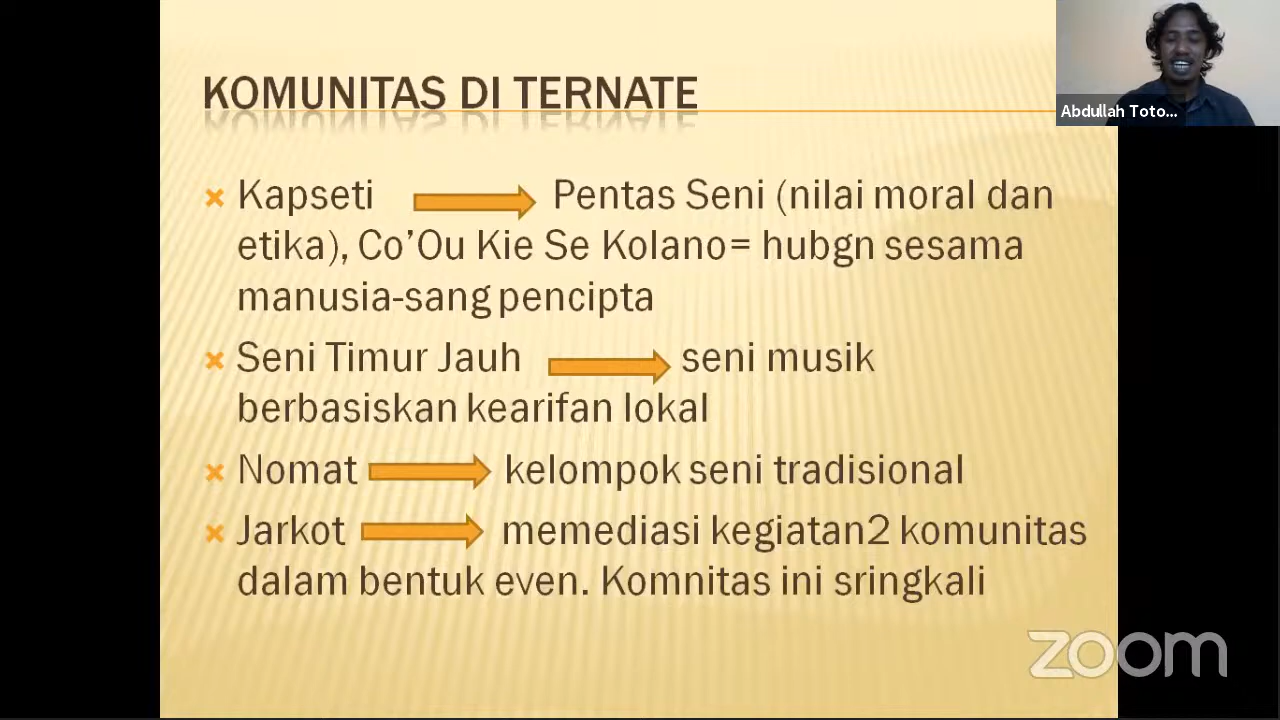 KOMUNITAS DI TERNATE
Abdullah Toto...
Kapseti Pentas Seni (nilai moral dan
etika), Co’Ou Kie Se Kolano= hubgn sesama
manusia-sang pencipta
Seni Timur Jauh seni musik
berbasiskan kearifan lokal
Nomat kelompok seni tradisional
Jarkot memediasi kegiatan2 komunitas
dalam bentuk even. Komnitas ini sringkali
zoom